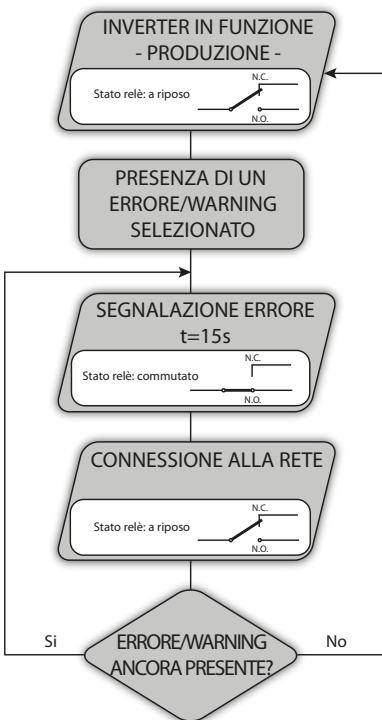 INVERTER IN FUNZIONE
- PRODUZIONE -
N.C.
Stato relè: a riposo
N.O.
PRESENZA DI UN
ERRORE/WARNING
SELEZIONATO
SEGNALAZIONE ERRORE
t=15s
N.C.
Stato relè: commutato
N.O.
CONNESSIONE ALLA RETE
N.C.
Stato relè: a riposo
N.O.
Si
ERRORE/WARNING
ANCORA PRESENTE?
No